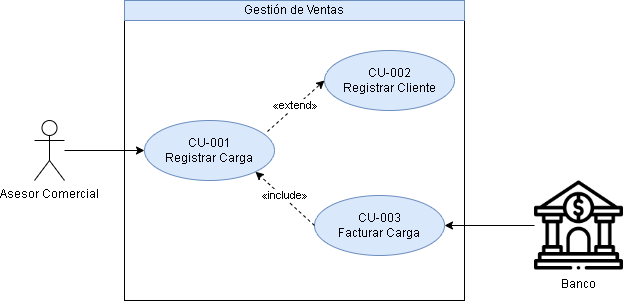 Gestión de Ventas
CU-002
Registrar Cliente
«extend»
CU-001
Registrar Carga
Asesor Comercial
«include»
CU-003
Facturar Carga
$
Banco